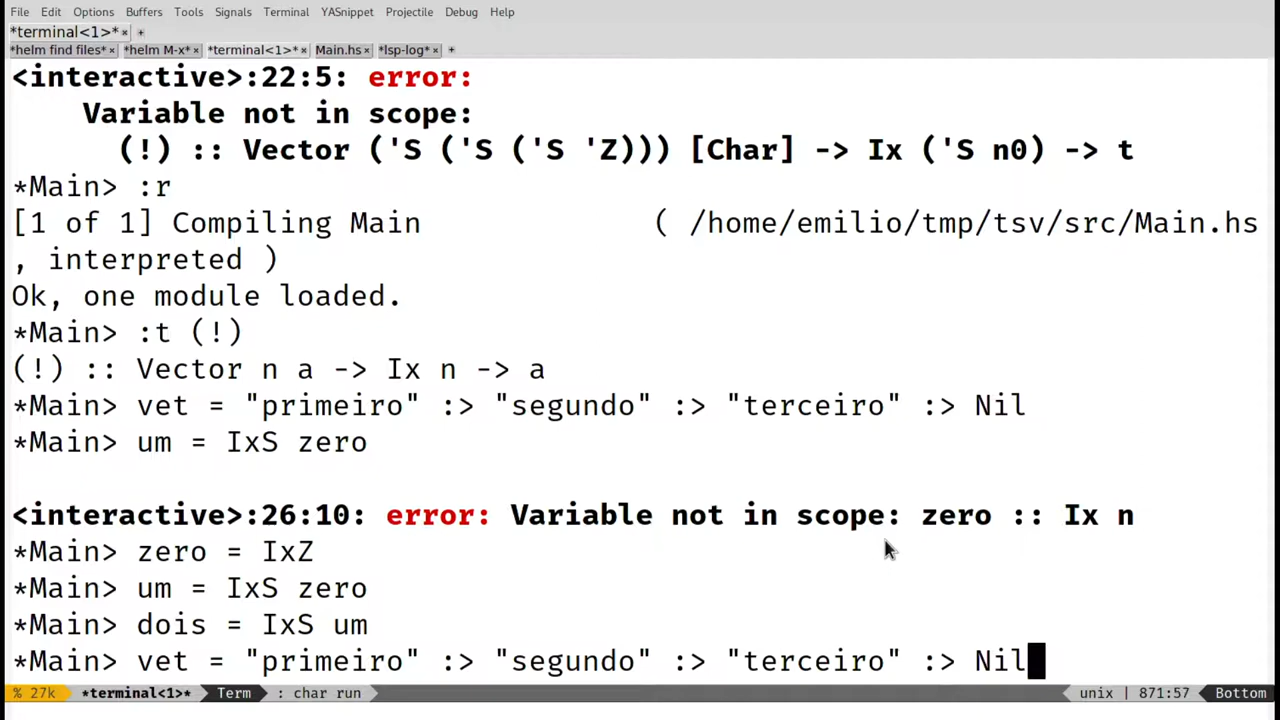 File Edit Options Buffers Tools Signals Terminal YASnippet Projectile Debug Help
*terminal<1>* × +
*helm find files* × *helm M-x* × *terminal<1>* × Main.hs × *lsp-log* × +
<interactive>:22:5: error:
    Variable not in scope:
      (!) :: Vector ('S ('S ('S 'Z))) [Char] -> Ix ('S n0) -> t
*Main> :r
[1 of 1] Compiling Main             ( /home/emilio/tmp/tsv/src/Main.hs
, interpreted )
Ok, one module loaded.
*Main> :t (!)
(!) :: Vector n a -> Ix n -> a
*Main> vet = "primeiro" :> "segundo" :> "terceiro" :> Nil
*Main> um = IxS zero
<interactive>:26:10: error: Variable not in scope: zero :: Ix n
*Main> zero = IxZ
*Main> um = IxS zero
*Main> dois = IxS um
*Main> vet = "primeiro" :> "segundo" :> "terceiro" :> Nil
% 27k *terminal<1>* Term : char run unix | 871:57 Bottom